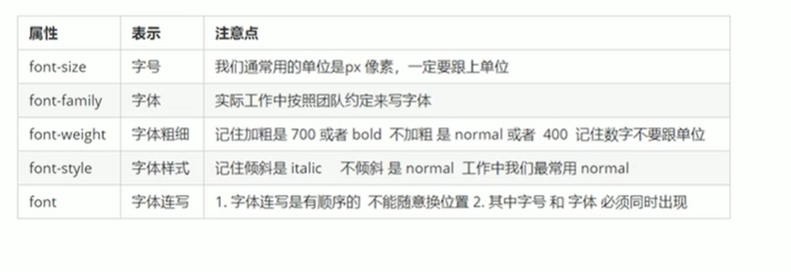 属性 表示 注意点
font-size 字号 我们通常用的单位是px 像素，一定要跟上单位
font-family 字体 实际工作中按照团队约定来写字体
font-weight 字体粗细 记住加粗是 700 或者 bold 不加粗 是 normal 或者 400 记住数字不要跟单位
font-style 字体样式 记住倾斜是 italic 不倾斜 是 normal 工作中我们最常用 normal
font 字体连写 1. 字体连写是有顺序的 不能随意换位置 2. 其中字号 和 字体 必须同时出现